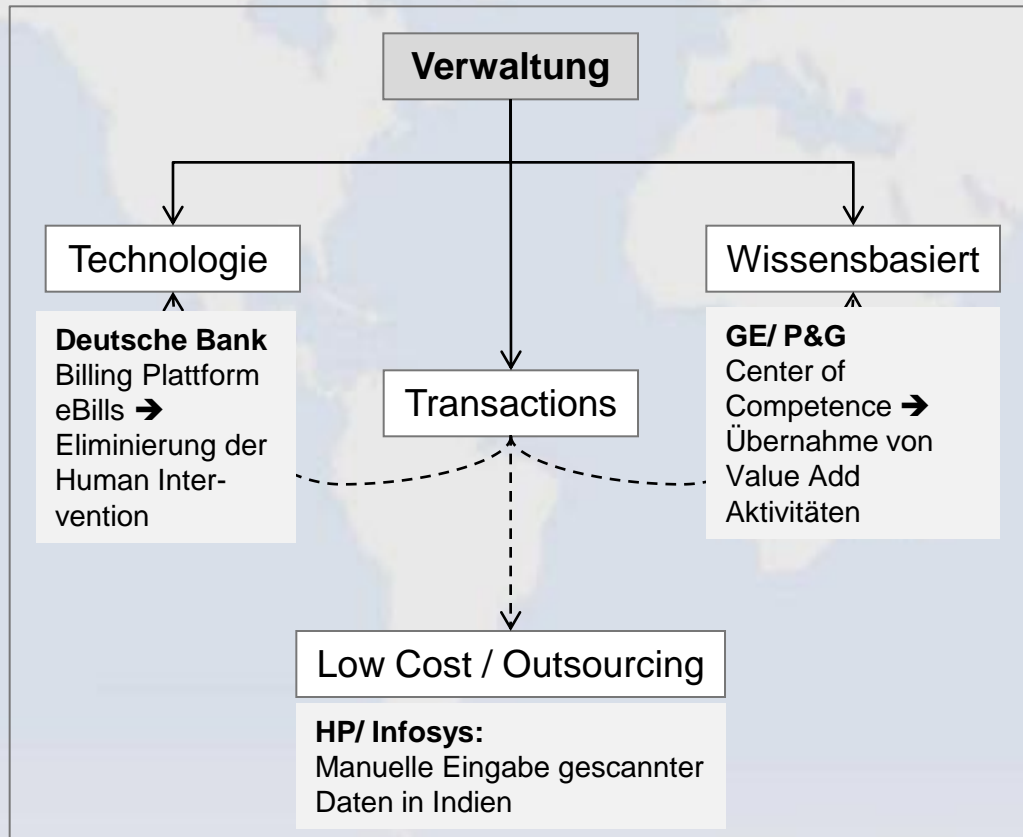 Verwaltung
Technologie
Wissensbasiert
Deutsche Bank
Billing Plattform
eBills ➔
Eliminierung der
Human Inter-
vention
Transactions
GE/ P&G
Center of
Competence ➔
Übernahme von
Value Add
Aktivitäten
Low Cost / Outsourcing
HP/ Infosys:
Manuelle Eingabe gescannter
Daten in Indien